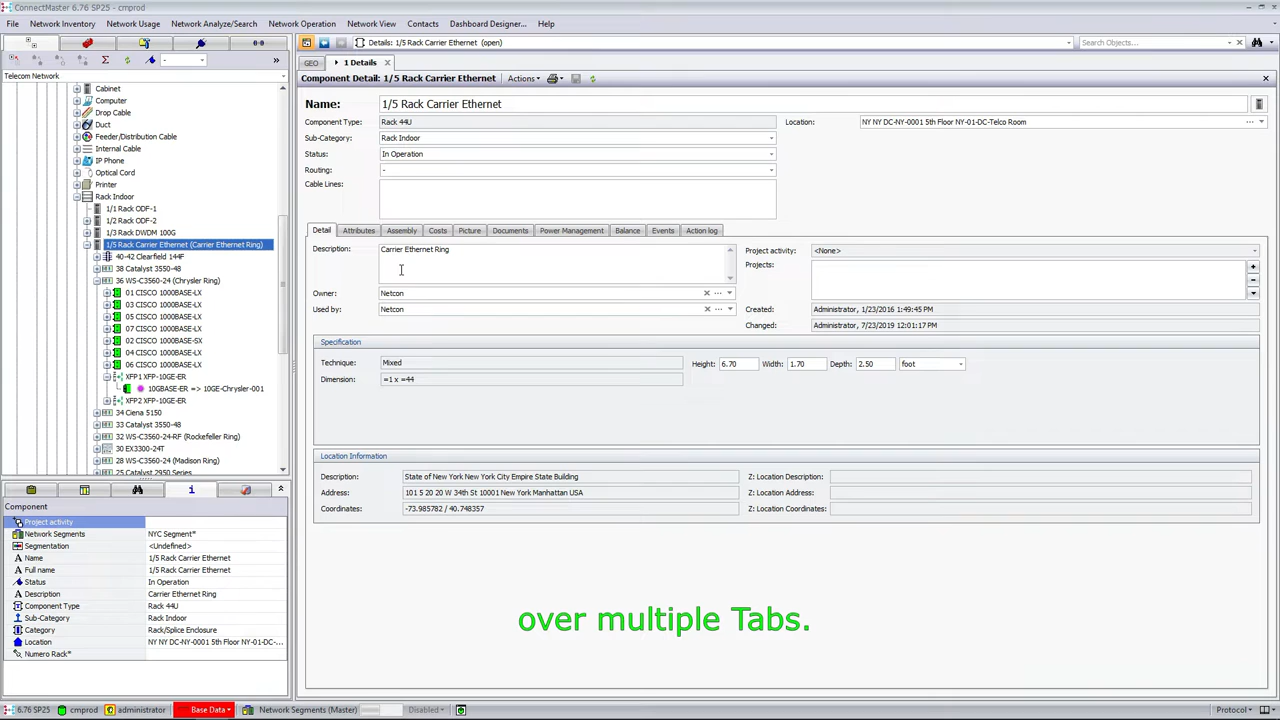 ConnectMaster 6.76 SP25 - cmprod
File Network Inventory Network Usage Network Analyze/Search Network Operation Network View Contacts Dashboard Designer... Help
Details: 1/5 Rack Carrier Ethernet (open)
Search Objects...
Telecom Network
Cabinet
Computer
Drop Cable
Duct
Feeder/Distribution Cable
Internal Cable
IP Phone
Optical Cord
Printer
Rack Indoor
1/1 Rack ODF-1
1/2 Rack ODF-2
1/3 Rack DWDM 100G
1/5 Rack Carrier Ethernet (Carrier Ethernet Ring)
40-42 Clearfield 144F
38 Catalyst 3550-48
36 WS-C3560-24 (Chrysler Ring)
01 CISCO 1000BASE-LX
03 CISCO 1000BASE-LX
05 CISCO 1000BASE-LX
07 CISCO 1000BASE-LX
02 CISCO 1000BASE-SX
04 CISCO 1000BASE-LX
06 CISCO 1000BASE-LX
XFP1 XFP-10GE-ER
10GBASE-ER => 10GE-Chrysler-001
XFP2 XFP-10GE-ER
34 Ciena 5150
33 Catalyst 3550-48
32 WS-C3560-24-RF (Rockefeller Ring)
30 EX3300-24T
28 WS-C3560-24 (Madison Ring)
25 Catalyst 2950 Series
Component
Project activity
Network Segments NYC Segment*
Segmentation <Undefined>
Name 1/5 Rack Carrier Ethernet
Full name 1/5 Rack Carrier Ethernet
Status In Operation
Description Carrier Ethernet Ring
Component Type Rack 44U
Sub-Category Rack Indoor
Category Rack/Splice Enclosure
Location NY NY DC-NY-0001 5th Floor NY-01-DC-...
Numero Rack*
GEO 1 Details
Component Detail: 1/5 Rack Carrier Ethernet Actions
Name: 1/5 Rack Carrier Ethernet
Component Type: Rack 44U Location: NY NY DC-NY-0001 5th Floor NY-01-DC-Telco Room
Sub-Category: Rack Indoor
Status: In Operation
Routing: -
Cable Lines:
Detail Attributes Assembly Costs Picture Documents Power Management Balance Events Action log
Description: Carrier Ethernet Ring Project activity: <None>
Projects:
Owner: Netcon
Used by: Netcon Created: Administrator, 1/23/2016 1:49:45 PM
Changed: Administrator, 7/23/2019 12:01:17 PM
Specification
Technique: Mixed Height: 6.70 Width: 1.70 Depth: 2.50 foot
Dimension: =1 x =44
Location Information
Description: State of New York New York City Empire State Building Z: Location Description:
Address: 101 5 20 20 W 34th St 10001 New York Manhattan USA Z: Location Address:
Coordinates: -73.985782 / 40.748357 Z: Location Coordinates:
over multiple Tabs.
6.76 SP25 cmprod administrator Base Data Network Segments (Master) Disabled Protocol